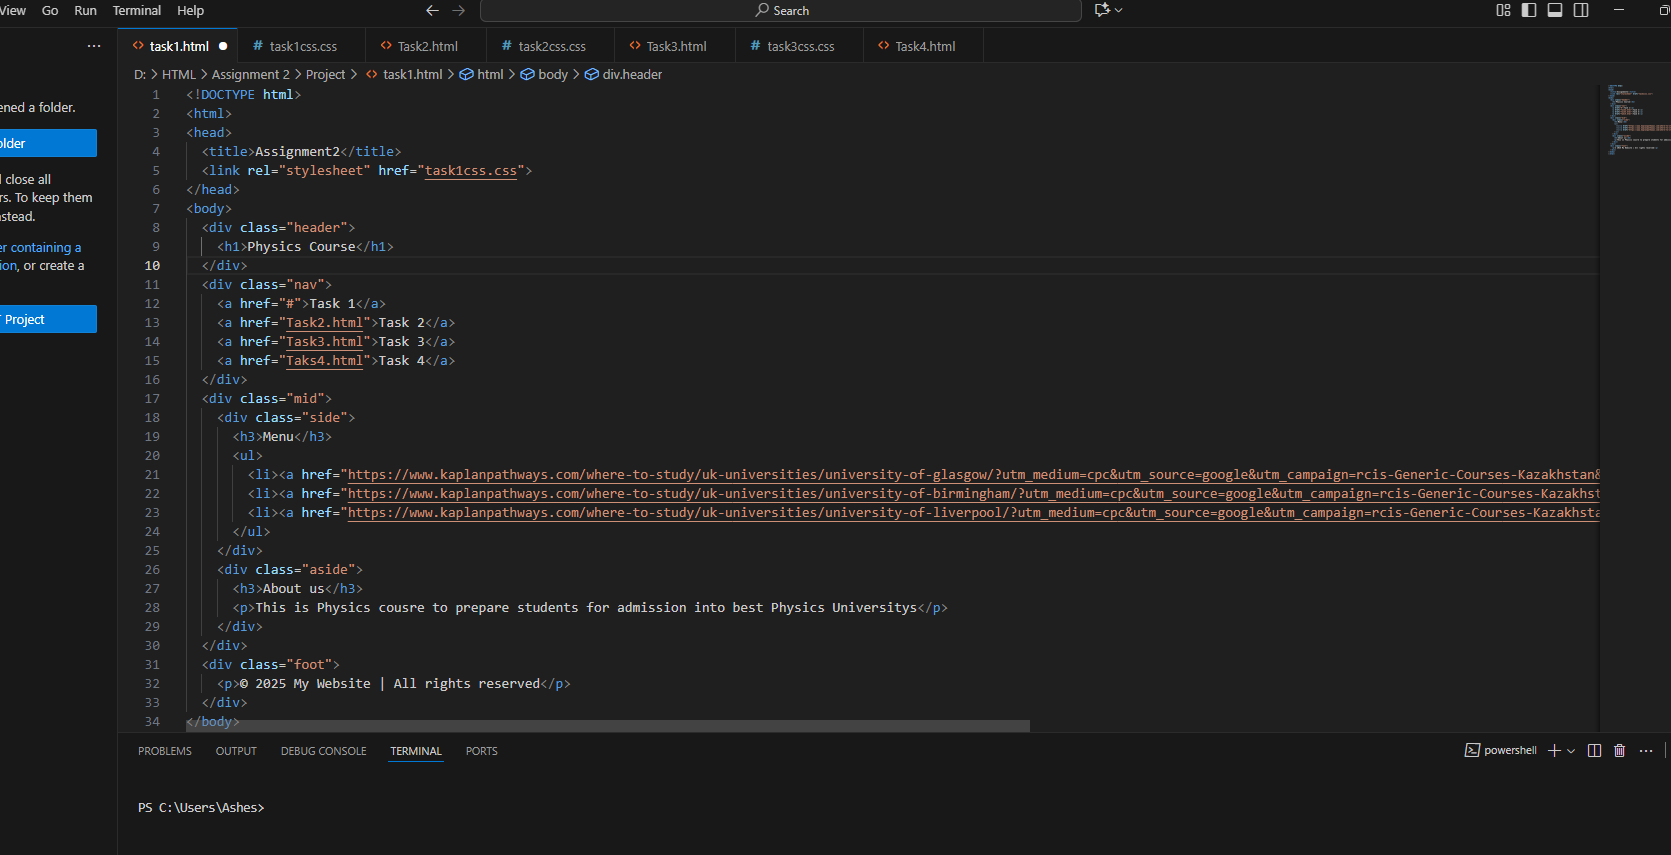 View Go Run Terminal Help
Search
task1.html task1css.css Task2.html task2css.css Task3.html task3css.css Task4.html
D: > HTML > Assignment 2 > Project > task1.html > html > body > div.header
ened a folder.
older
close all
rs. To keep them
nstead.
er containing a
ion, or create a
Project
1 <!DOCTYPE html>
2 <html>
3 <head>
4 <title>Assignment2</title>
5 <link rel="stylesheet" href="task1css.css">
6 </head>
7 <body>
8 <div class="header">
9 <h1>Physics Course</h1>
10 </div>
11 <div class="nav">
12 <a href="#">Task 1</a>
13 <a href="Task2.html">Task 2</a>
14 <a href="Task3.html">Task 3</a>
15 <a href="Taks4.html">Task 4</a>
16 </div>
17 <div class="mid">
18 <div class="side">
19 <h3>Menu</h3>
20 <ul>
21 <li><a href="https://www.kaplanpathways.com/where-to-study/uk-universities/university-of-glasgow/?utm_medium=cpc&utm_source=google&utm_campaign=rcis-Generic-Courses-Kazakhstan&
22 <li><a href="https://www.kaplanpathways.com/where-to-study/uk-universities/university-of-birmingham/?utm_medium=cpc&utm_source=google&utm_campaign=rcis-Generic-Courses-Kazakhst
23 <li><a href="https://www.kaplanpathways.com/where-to-study/uk-universities/university-of-liverpool/?utm_medium=cpc&utm_source=google&utm_campaign=rcis-Generic-Courses-Kazakhsta
24 </ul>
25 </div>
26 <div class="aside">
27 <h3>About us</h3>
28 <p>This is Physics cousre to prepare students for admission into best Physics Universitys</p>
29 </div>
30 </div>
31 <div class="foot">
32 <p>© 2025 My Website | All rights reserved</p>
33 </div>
34 </body>
PROBLEMS OUTPUT DEBUG CONSOLE TERMINAL PORTS
powershell
PS C:\Users\Ashes>